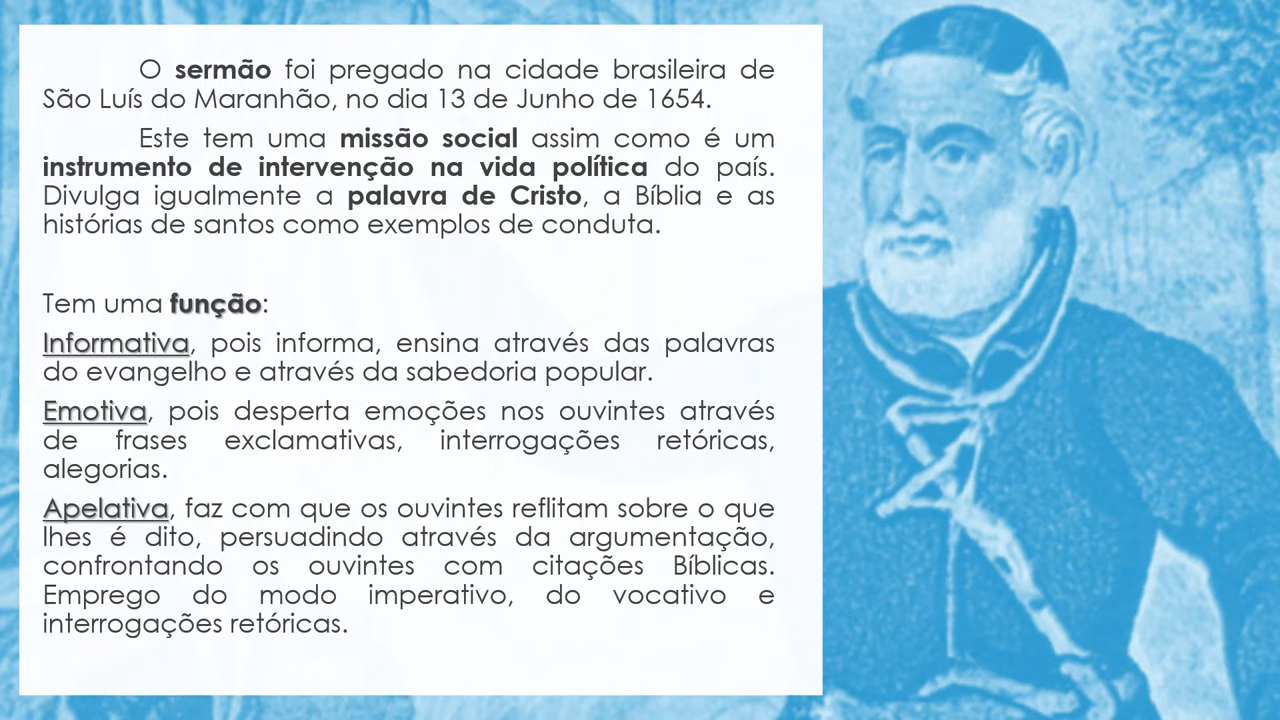 O sermão foi pregado na cidade brasileira de
São Luís do Maranhão, no dia 13 de Junho de 1654.
Este tem uma missão social assim como é um
instrumento de intervenção na vida política do país.
Divulga igualmente a palavra de Cristo, a Bíblia e as
histórias de santos como exemplos de conduta.
Tem uma função:
Informativa, pois informa, ensina através das palavras
do evangelho e através da sabedoria popular.
Emotiva, pois desperta emoções nos ouvintes através
de frases exclamativas, interrogações retóricas,
alegorias.
Apelativa, faz com que os ouvintes reflitam sobre o que
lhes é dito, persuadindo através da argumentação,
confrontando os ouvintes com citações Bíblicas.
Emprego do modo imperativo, do vocativo e
interrogações retóricas.